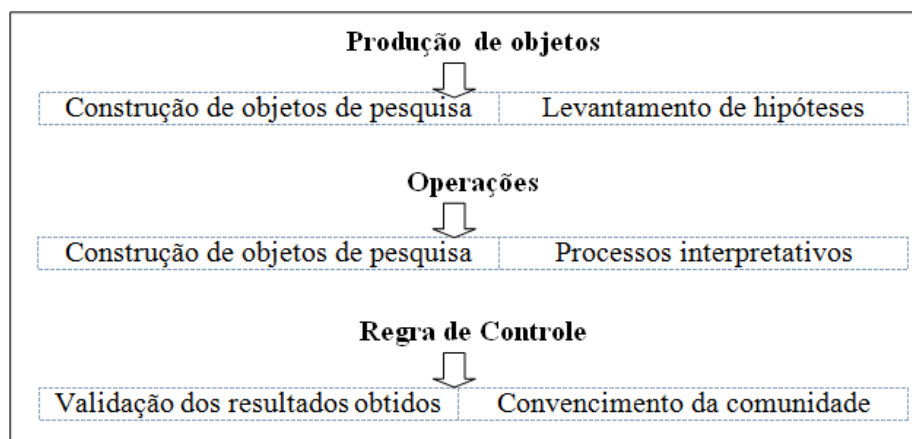 Produção de objetos
Construção de objetos de pesquisa Levantamento de hipóteses
Operações
Construção de objetos de pesquisa Processos interpretativos
Regra de Controle
Validação dos resultados obtidos Convencimento da comunidade